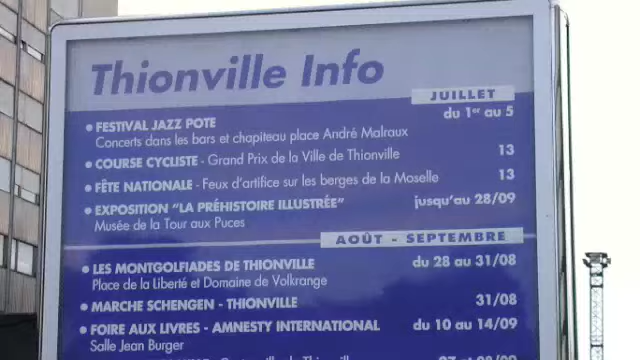 Thionville Info
JUILLET
• FESTIVAL JAZZ POTE du 1er au 5
Concerts dans les bars et chapiteau place André Malraux
• COURSE CYCLISTE - Grand Prix de la Ville de Thionville 13
• FÊTE NATIONALE - Feux d'artifice sur les berges de la Moselle 13
• EXPOSITION "LA PRÉHISTOIRE ILLUSTRÉE" jusqu'au 28/09
Musée de la Tour aux Puces
AOÛT - SEPTEMBRE
• LES MONTGOLFIADES DE THIONVILLE du 28 au 31/08
Place de la Liberté et Domaine de Volkrange
• MARCHE SCHENGEN - THIONVILLE 31/08
• FOIRE AUX LIVRES - AMNESTY INTERNATIONAL du 10 au 14/09
Salle Jean Burger